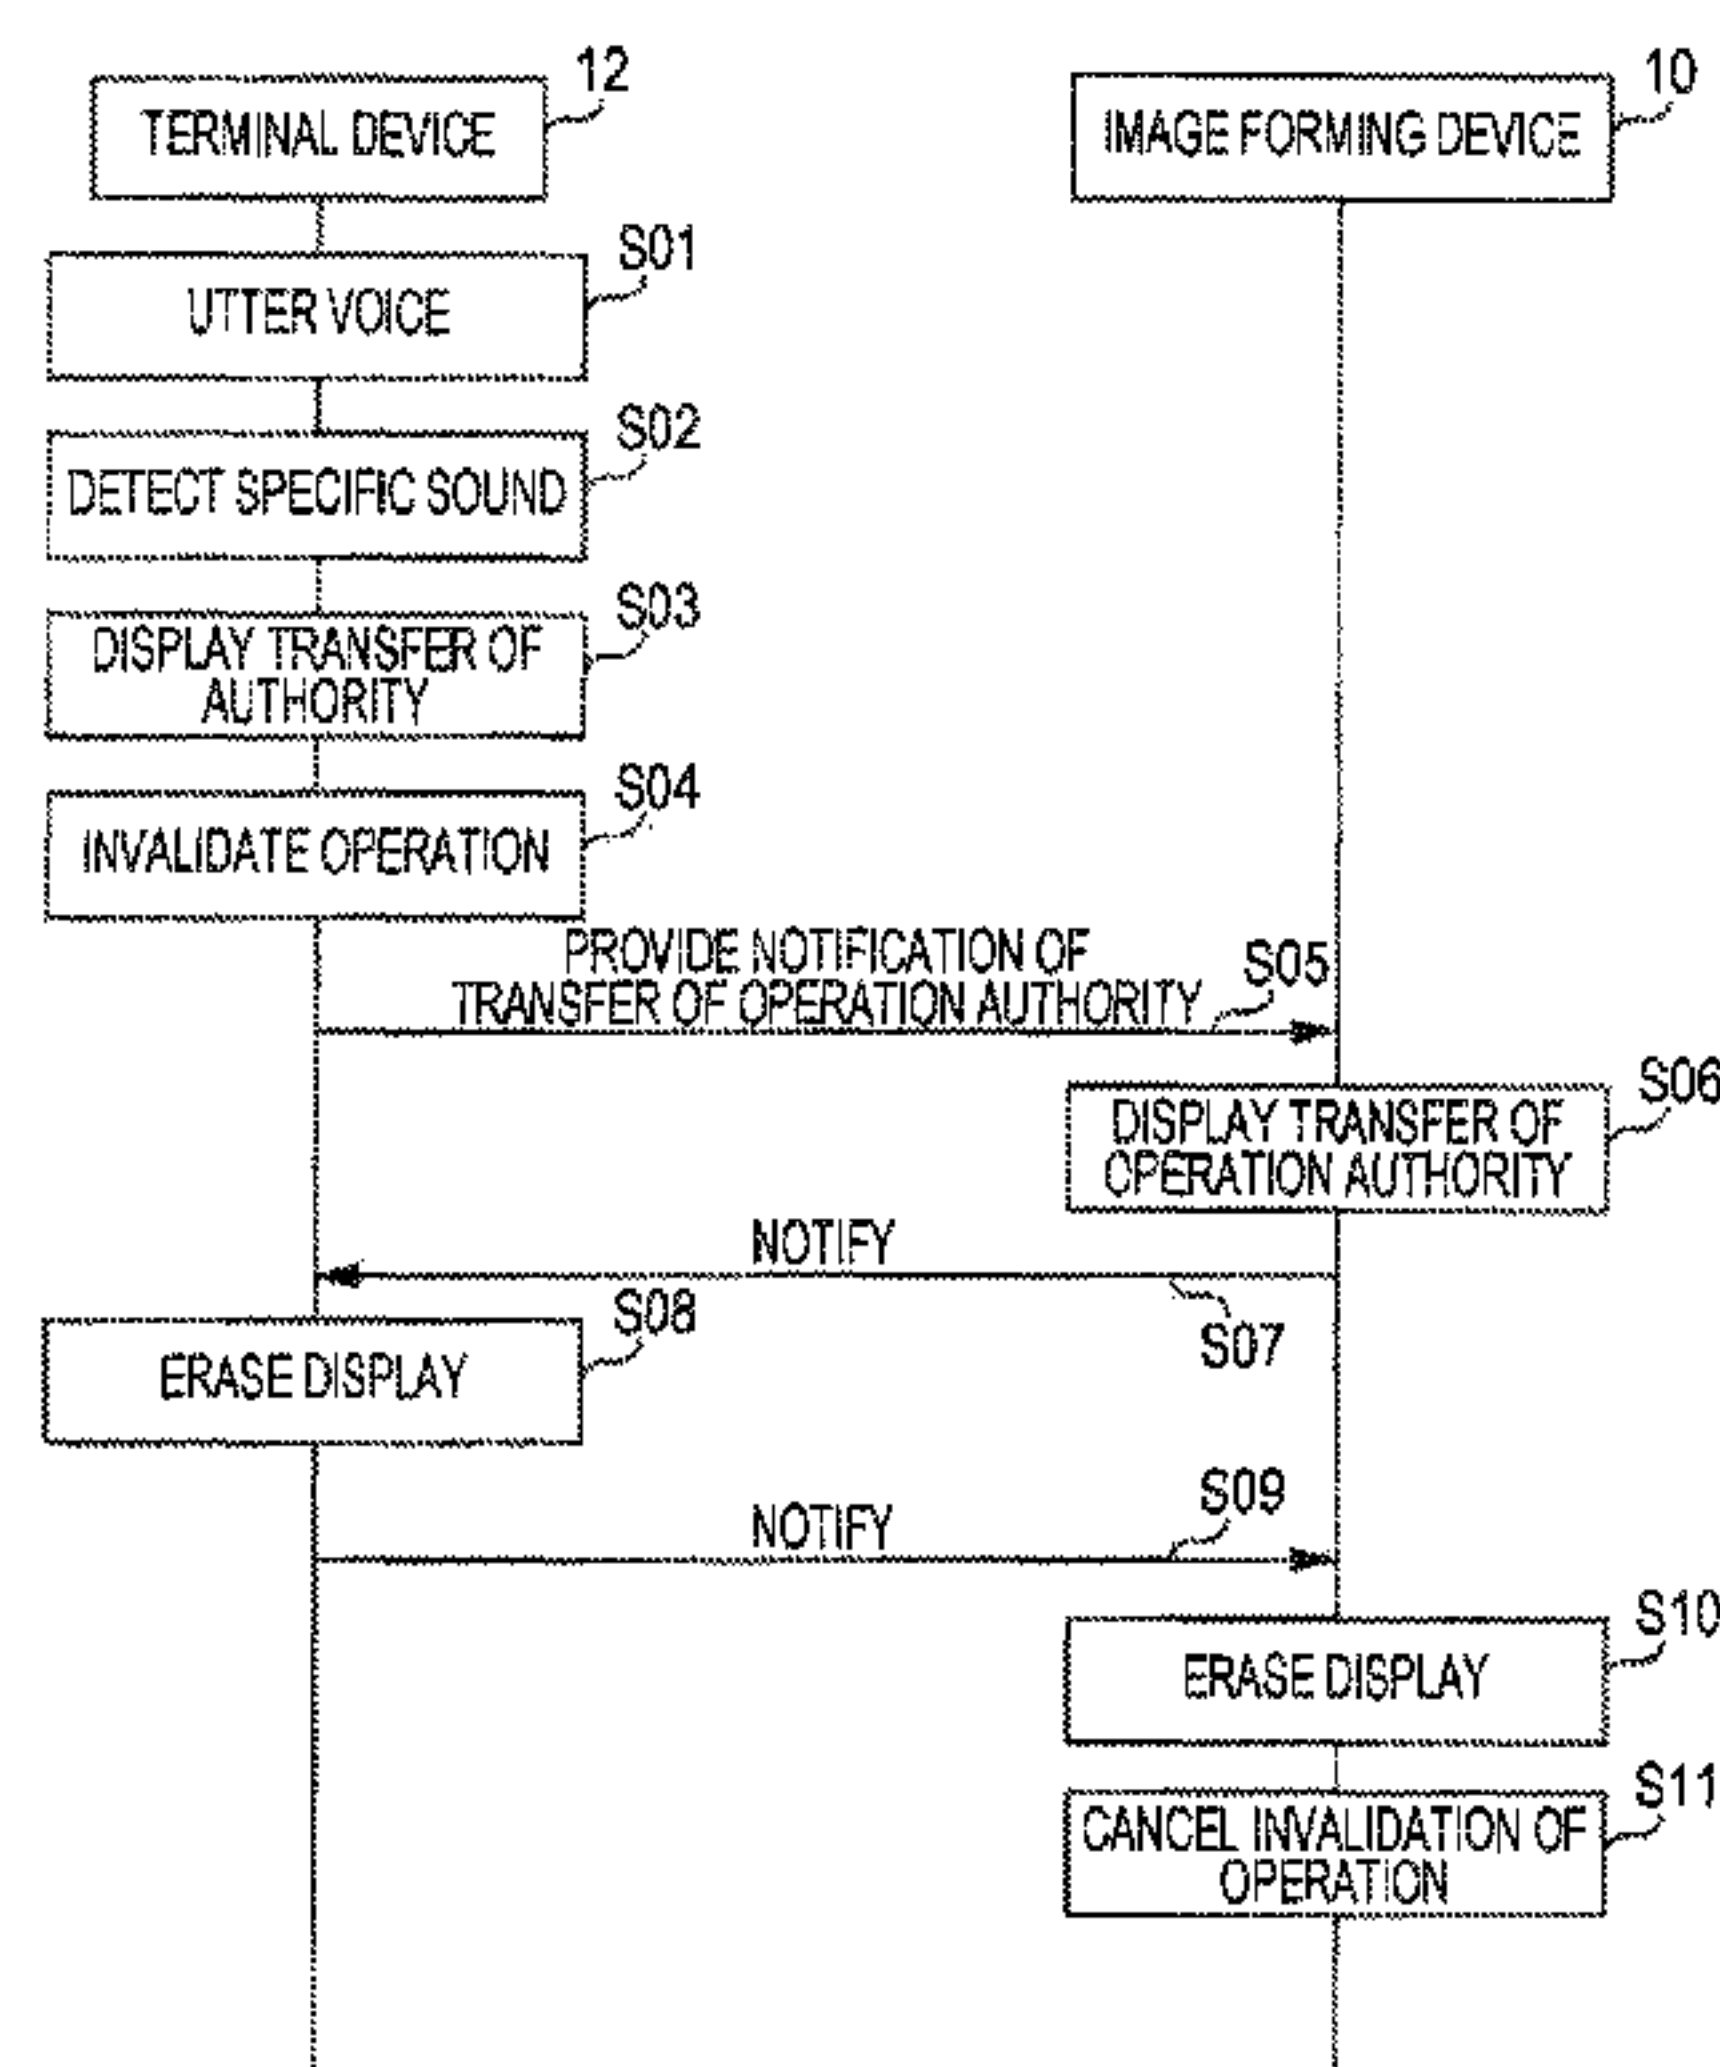 12
TERMINAL DEVICE
10
IMAGE FORMING DEVICE
S01
UTTER VOICE
S02
DETECT SPECIFIC SOUND
S03
DISPLAY TRANSFER OF
AUTHORITY
S04
INVALIDATE OPERATION
PROVIDE NOTIFICATION OF
TRANSFER OF OPERATION AUTHORITY
S05
S06
DISPLAY TRANSFER OF
OPERATION AUTHORITY
NOTIFY
S07
S08
ERASE DISPLAY
NOTIFY
S09
S10
ERASE DISPLAY
S11
CANCEL INVALIDATION OF
OPERATION